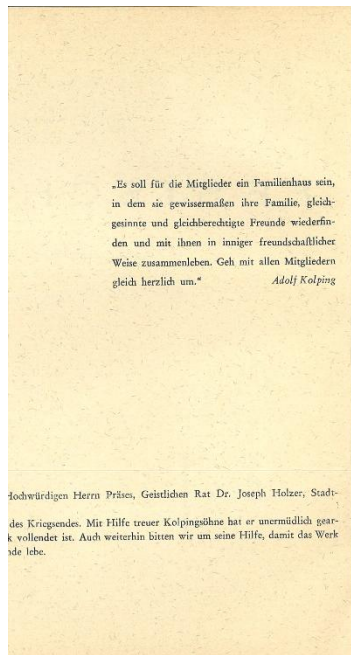 „Es soll für die Mitglieder ein Familienhaus sein,
in dem sie gewissermaßen ihre Familie, gleich-
gesinnte und gleichberechtigte Freunde wiederfin-
den und mit ihnen in inniger freundschaftlicher
Weise zusammenleben. Geh mit allen Mitgliedern
gleich herzlich um.“ Adolf Kolping
Hochwürdigen Herrn Präses, Geistlichen Rat Dr. Joseph Holzer, Stadt-
des Kriegsendes. Mit Hilfe treuer Kolpingsöhne hat er unermüdlich gear-
k vollendet ist. Auch weiterhin bitten wir um seine Hilfe, damit das Werk
lebe.